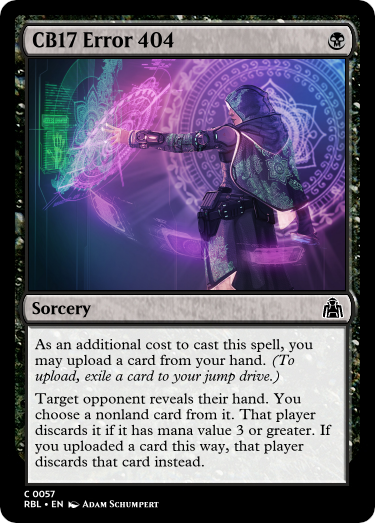 CB17 Error 404
Sorcery
As an additional cost to cast this spell, you
may upload a card from your hand. (To
upload, exile a card to your jump drive.)
Target opponent reveals their hand. You
choose a nonland card from it. That player
discards it if it has mana value 3 or greater. If
you uploaded a card this way, that player
discards that card instead.
C 0057
RBL • EN Adam Schumpert